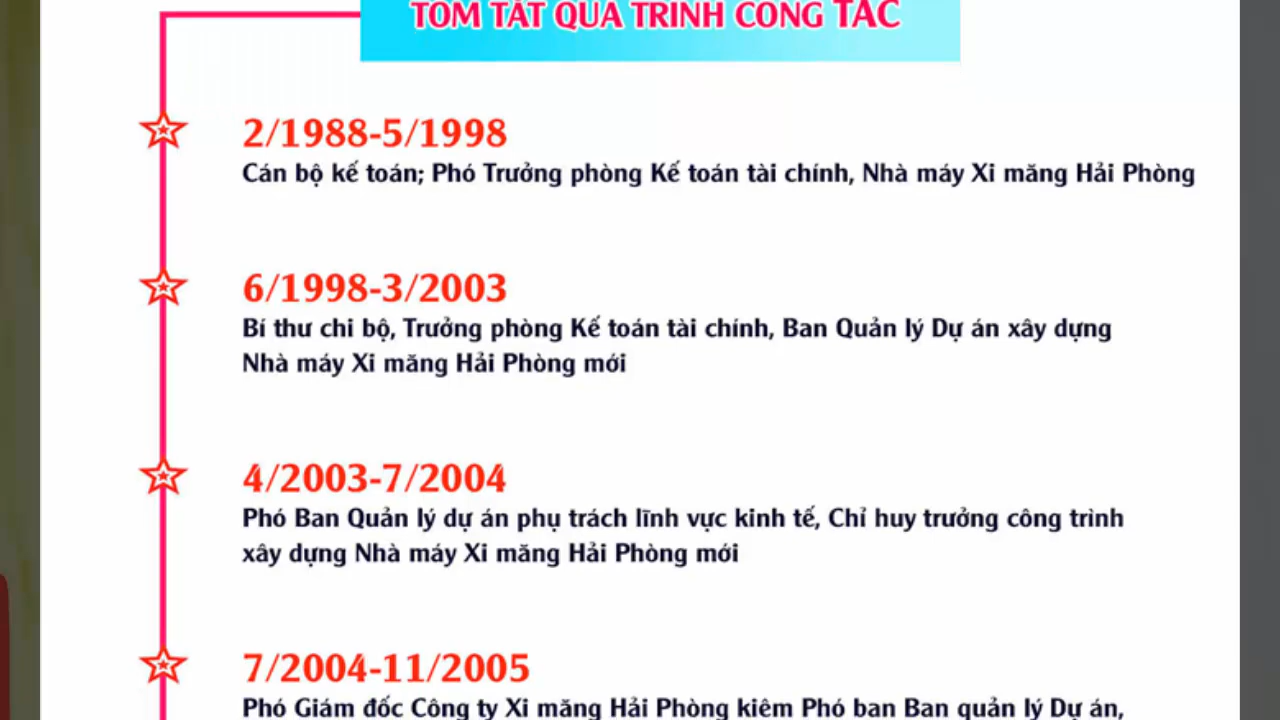 TÓM TẮT QUÁ TRÌNH CÔNG TÁC
2/1988-5/1998
Cán bộ kế toán; Phó Trưởng phòng Kế toán tài chính, Nhà máy Xi măng Hải Phòng
6/1998-3/2003
Bí thư chi bộ, Trưởng phòng Kế toán tài chính, Ban Quản lý Dự án xây dựng
Nhà máy Xi măng Hải Phòng mới
4/2003-7/2004
Phó Ban Quản lý dự án phụ trách lĩnh vực kinh tế, Chỉ huy trưởng công trình
xây dựng Nhà máy Xi măng Hải Phòng mới
7/2004-11/2005
Phó Giám đốc Công ty Xi măng Hải Phòng kiêm Phó ban Ban quản lý Dự án,